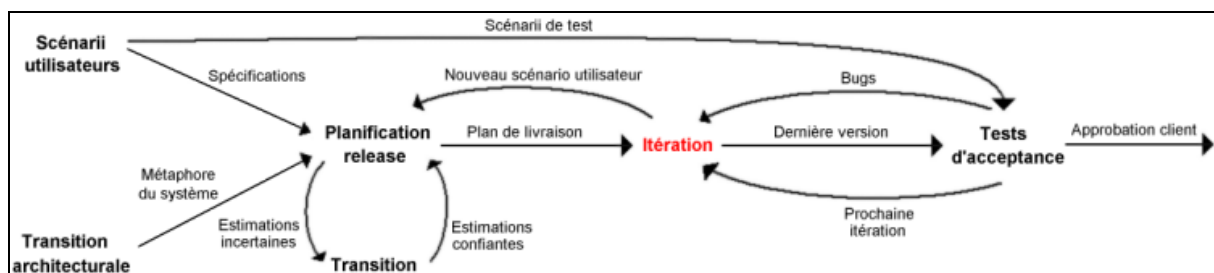 Scénarii de test
Scénarii
utilisateurs
Spécifications
Nouveau scénario utilisateur
Bugs
Planification
release
Plan de livraison
Itération
Dernière version
Tests
d'acceptance
Approbation client
Métaphore
du système
Estimations
incertaines
Estimations
confiantes
Prochaine
itération
Transition
architecturale
Transition